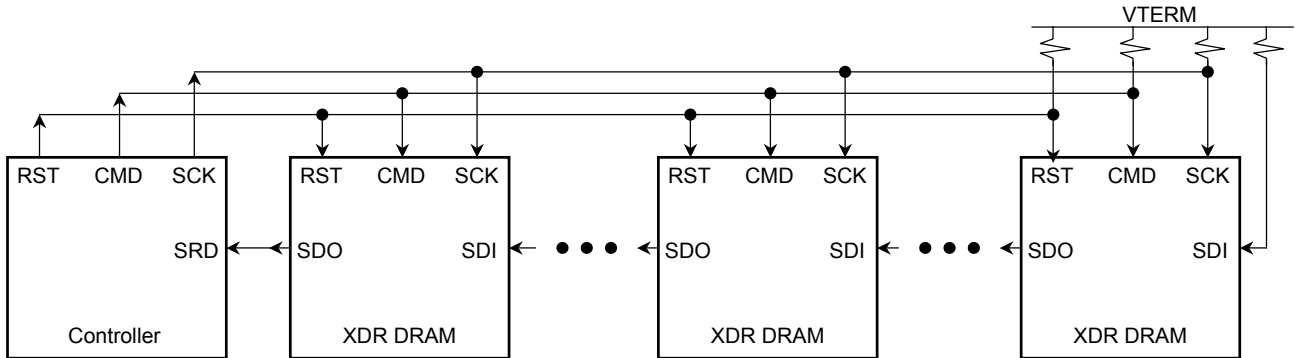 VTERM
RST CMD SCK
RST CMD SCK
RST CMD SCK
RST CMD SCK
SRD
SDO SDI
SDO SDI
SDO SDI
Controller
XDR DRAM
XDR DRAM
XDR DRAM